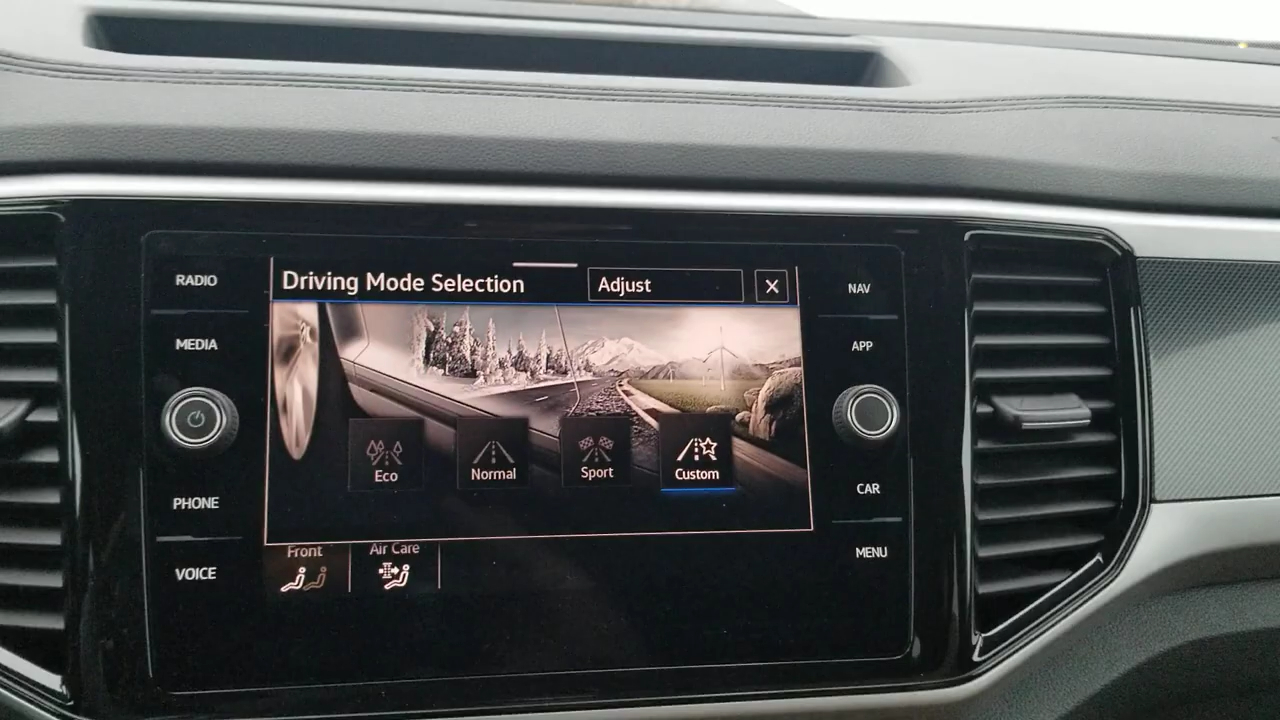 RADIO
MEDIA
PHONE
VOICE
Driving Mode Selection
Adjust
X
Eco
Normal
Sport
Custom
Front
Air Care
NAV
APP
CAR
MENU